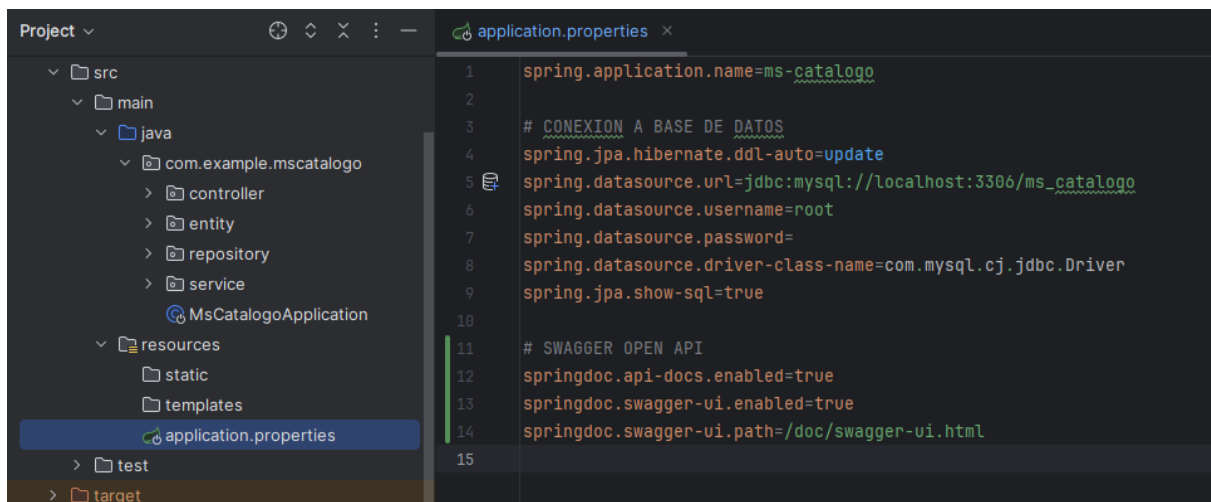 Project
src
main
java
com.example.mscatalogo
controller
entity
repository
service
MsCatalogoApplication
resources
static
templates
application.properties
test
target
application.properties
1 spring.application.name=ms-catalogo
2
3 # CONEXION A BASE DE DATOS
4 spring.jpa.hibernate.ddl-auto=update
5 spring.datasource.url=jdbc:mysql://localhost:3306/ms_catalogo
6 spring.datasource.username=root
7 spring.datasource.password=
8 spring.datasource.driver-class-name=com.mysql.cj.jdbc.Driver
9 spring.jpa.show-sql=true
10
11 # SWAGGER OPEN API
12 springdoc.api-docs.enabled=true
13 springdoc.swagger-ui.enabled=true
14 springdoc.swagger-ui.path=/doc/swagger-ui.html
15